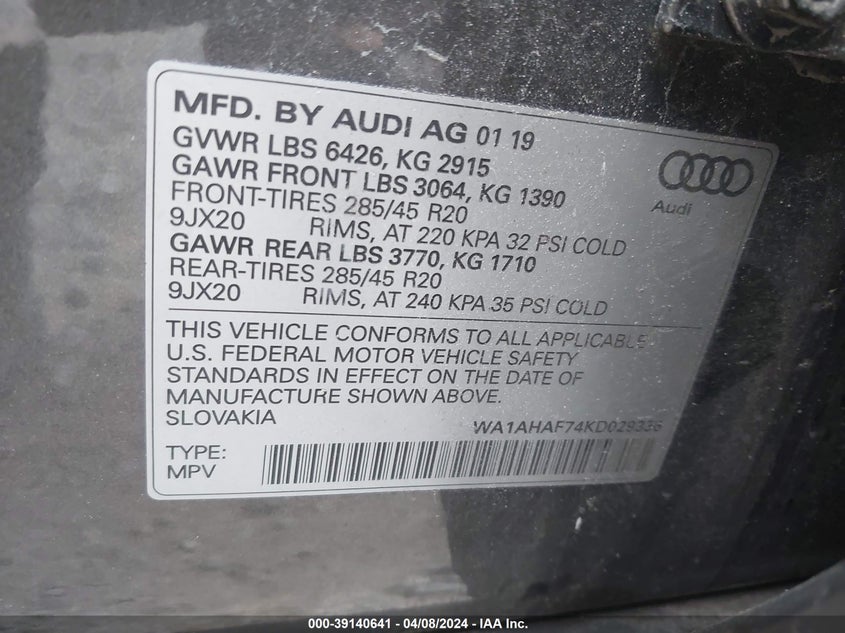 MFD. BY AUDI AG 01 19
GVWR LBS 6426, KG 2915
GAWR FRONT LBS 3064, KG 1390
FRONT-TIRES 285/45 R20
9JX20 RIMS, AT 220 KPA 32 PSI COLD
GAWR REAR LBS 3770, KG 1710
REAR-TIRES 285/45 R20
9JX20 RIMS, AT 240 KPA 35 PSI COLD
Audi
THIS VEHICLE CONFORMS TO ALL APPLICABLE
U.S. FEDERAL MOTOR VEHICLE SAFETY
STANDARDS IN EFFECT ON THE DATE OF
MANUFACTURE SHOWN ABOVE.
SLOVAKIA
WA1AHAF74KD029336
TYPE:
MPV
000-39140641 - 04/08/2024 - IAA Inc.